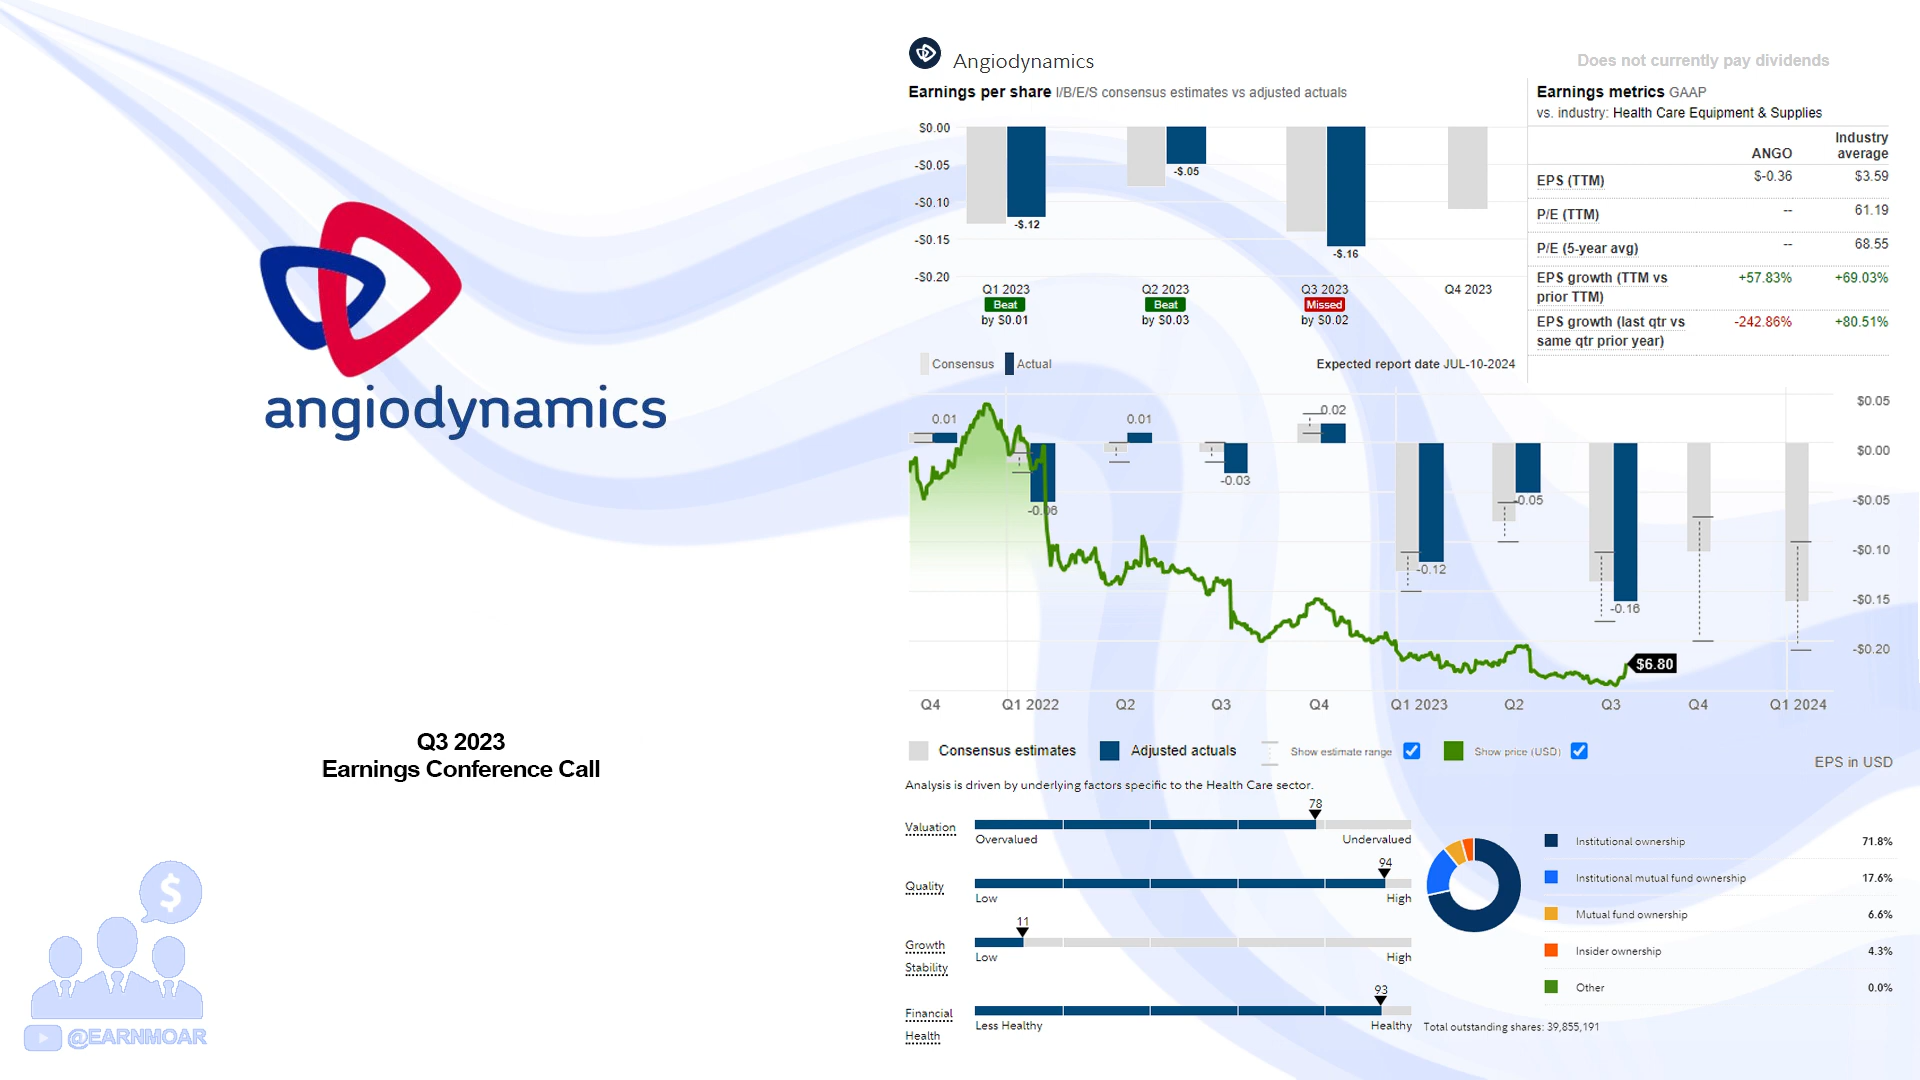 angiodynamics
Q3 2023
Earnings Conference Call
$
@EARNMOAR
Angiodynamics
Does not currently pay dividends
Earnings per share I/B/E/S consensus estimates vs adjusted actuals
$0.00
-$0.05
-$0.10
-$0.15
-$0.20
-$.12
-$.05
-$.16
Q1 2023
Beat
by $0.01
Q2 2023
Beat
by $0.03
Q3 2023
Missed
by $0.02
Q4 2023
Consensus
Actual
Expected report date JUL-10-2024
Earnings metrics GAAP
vs. industry: Health Care Equipment & Supplies
ANGO
Industry
average
EPS (TTM) $-0.36 $3.59
P/E (TTM) -- 61.19
P/E (5-year avg) -- 68.55
EPS growth (TTM vs
prior TTM) +57.83% +69.03%
EPS growth (last qtr vs
same qtr prior year) -242.86% +80.51%
0.01
-0.06
0.01
-0.03
0.02
-0.12
-0.05
-0.16
$6.80
$0.05
$0.00
-$0.05
-$0.10
-$0.15
-$0.20
Q4 Q1 2022 Q2 Q3 Q4 Q1 2023 Q2 Q3 Q4 Q1 2024
Consensus estimates Adjusted actuals Show estimate range Show price (USD)
EPS in USD
Analysis is driven by underlying factors specific to the Health Care sector.
Valuation
78
Overvalued Undervalued
Quality
94
Low High
Growth
Stability
11
Low High
Financial
Health
93
Less Healthy Healthy
Institutional ownership 71.8%
Institutional mutual fund ownership 17.6%
Mutual fund ownership 6.6%
Insider ownership 4.3%
Other 0.0%
Total outstanding shares: 39,855,191